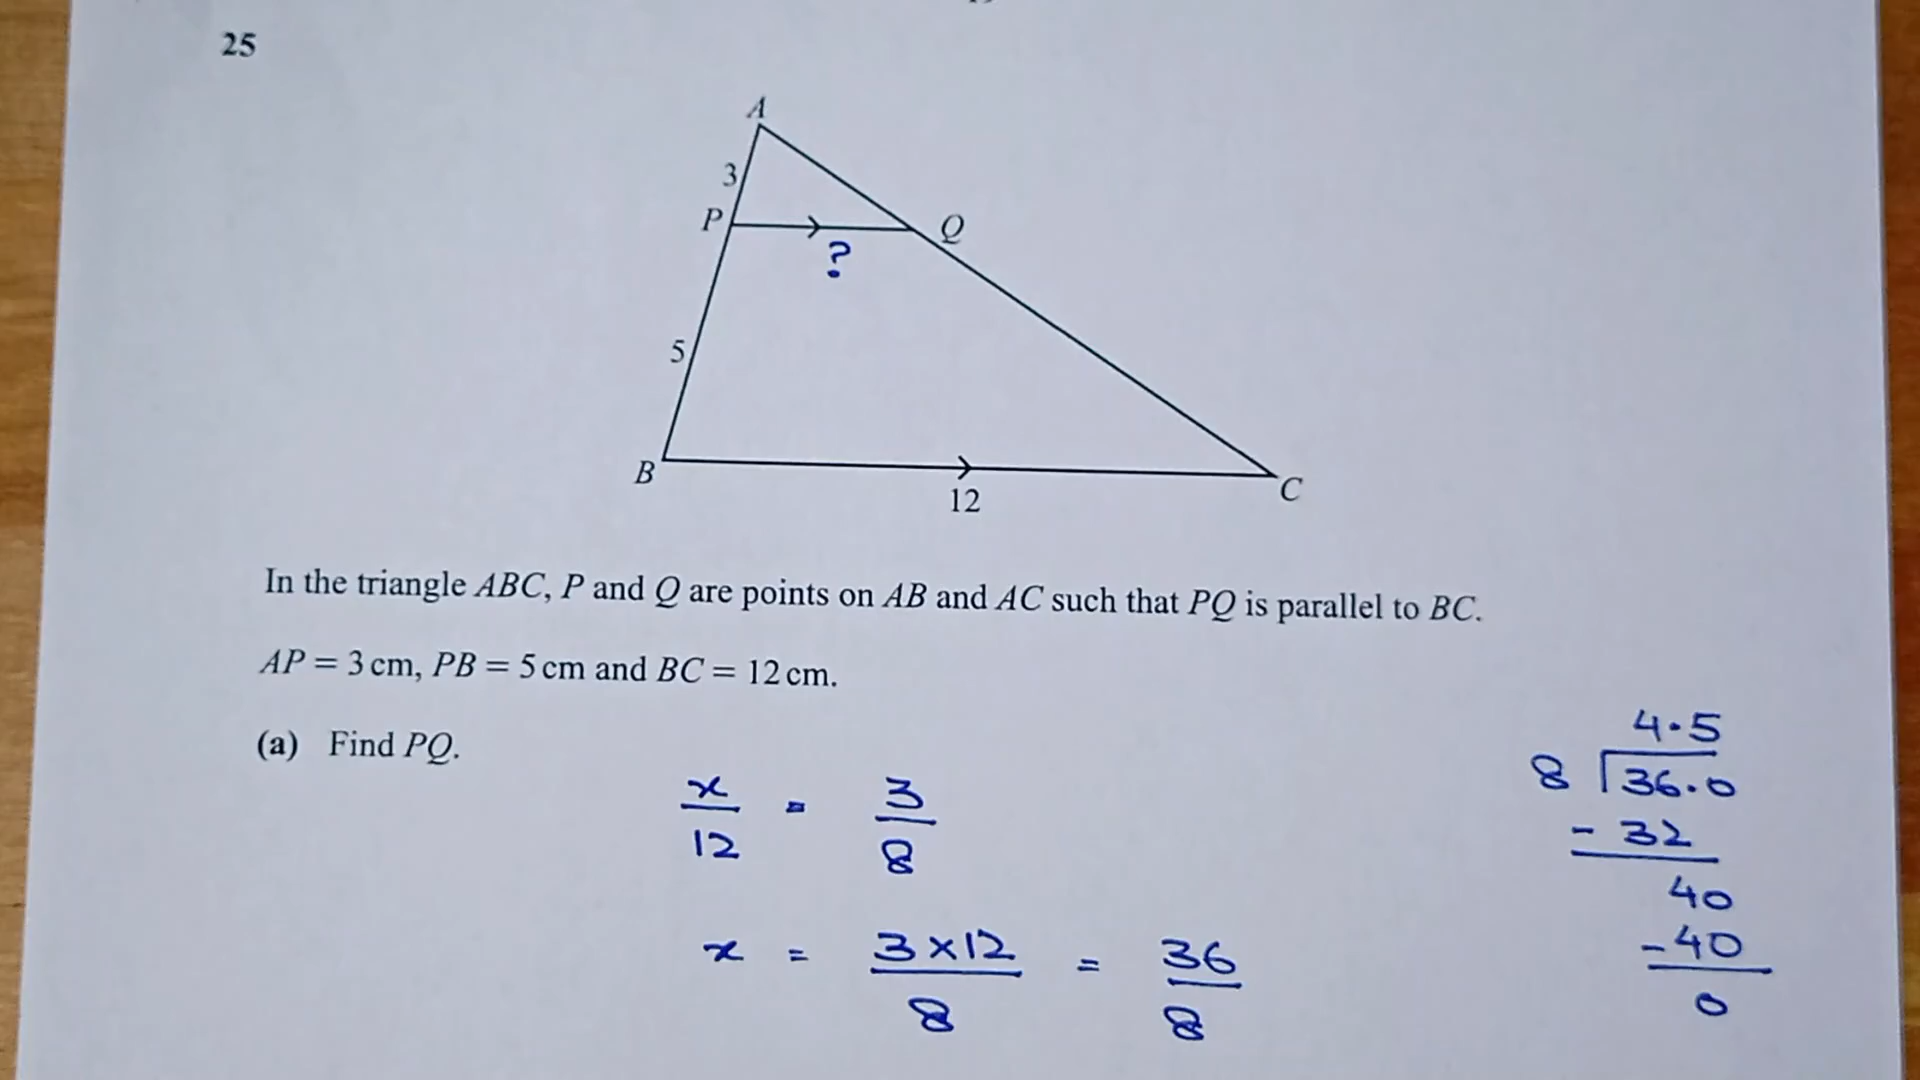 25
A
3
P
Q
?
5
B
12
C
In the triangle ABC, P and Q are points on AB and AC such that PQ is parallel to BC.
AP = 3 cm, PB = 5 cm and BC = 12 cm.
(a) Find PQ.
x/12 = 3/8
x = 3×12/8 = 36/8
4.5
8 36.0
- 32
40
- 40
0